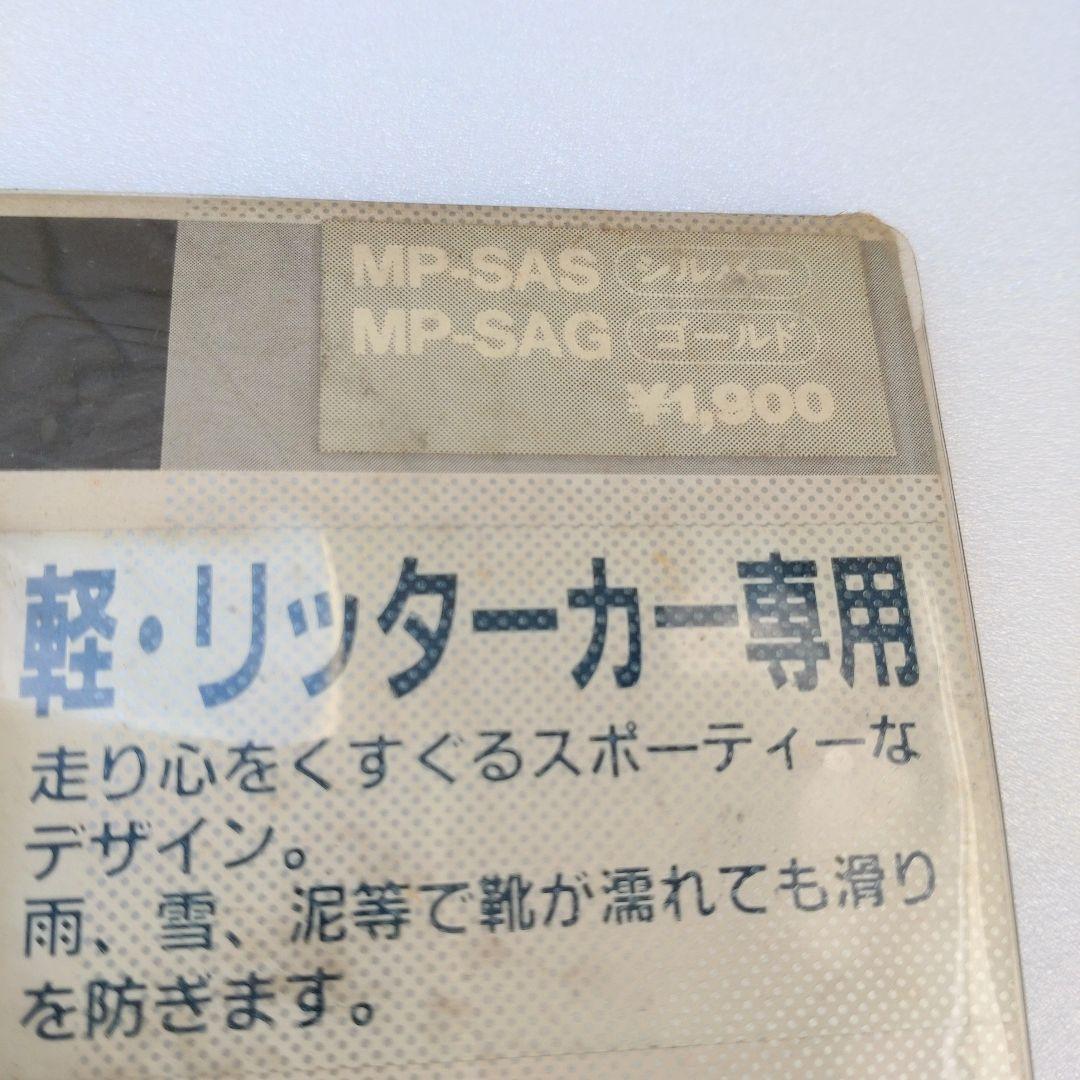 MP-SAS シルバー
MP-SAG ゴールド
¥1,900
軽・リッターカー専用
走り心をくすぐるスポーティーな
デザイン。
雨、雪、泥等で靴が濡れても滑り
を防ぎます。